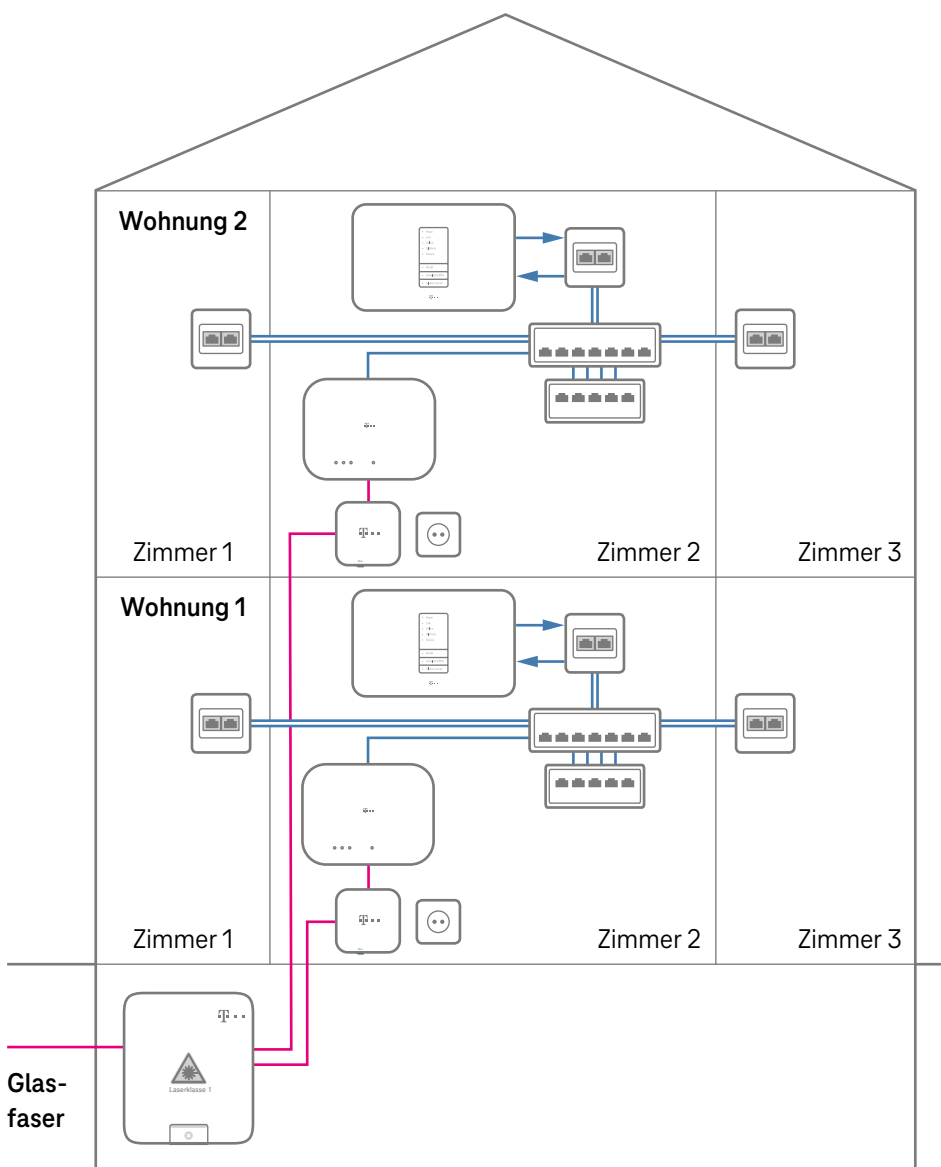 Wohnung 2
Zimmer 1
Zimmer 2
Zimmer 3
Wohnung 1
Zimmer 1
Zimmer 2
Zimmer 3
Laserklasse 1
Glas-
faser